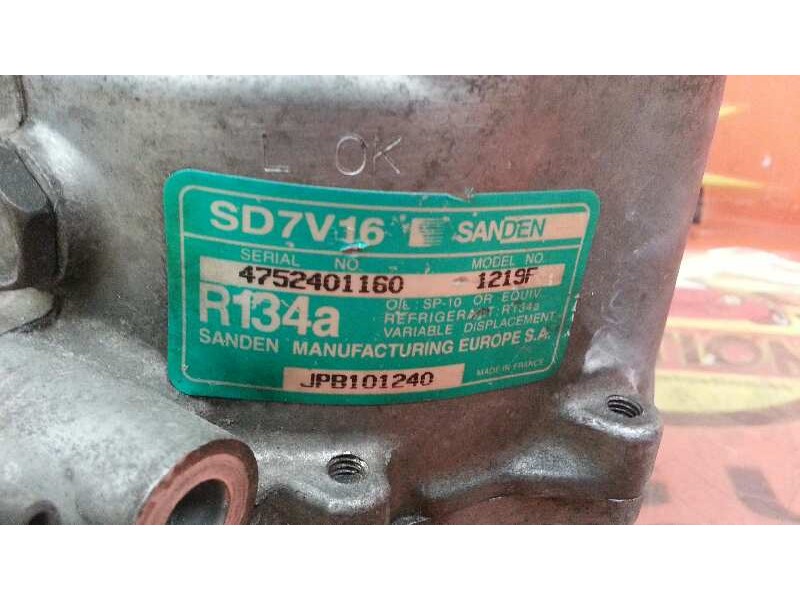 L OK
SD7V16 SANDEN
SERIAL NO. MODEL NO.
4752401160 1219F
R134a
OIL: SP-10 OR EQUIV.
REFRIGERANT: R134a
VARIABLE DISPLACEMENT
SANDEN MANUFACTURING EUROPE S.A.
JPB101240 MADE IN FRANCE